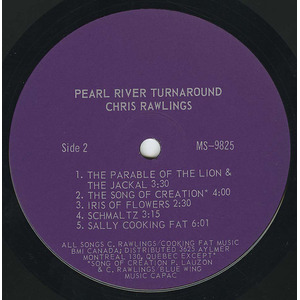 PEARL RIVER TURNAROUND
CHRIS RAWLINGS
Side 2
MS-9825
1. THE PARABLE OF THE LION &
THE JACKAL 3:30
2. THE SONG OF CREATION" 4:00
3. IRIS OF FLOWERS 2:30
4. SCHMALTZ 3:15
5. SALLY COOKING FAT 6:01
ALL SONGS C. RAWLINGS 'COOKING FAT MUSIC
BMI CANADA) DISTRIBUTED 3625 AYLMER
MONTREAL 130, QUEBEC EXCEPT"
"SONG OF CREATION P. LAUZON
& C. RAWLINGS BLUE WING
MUSIC CAPAC